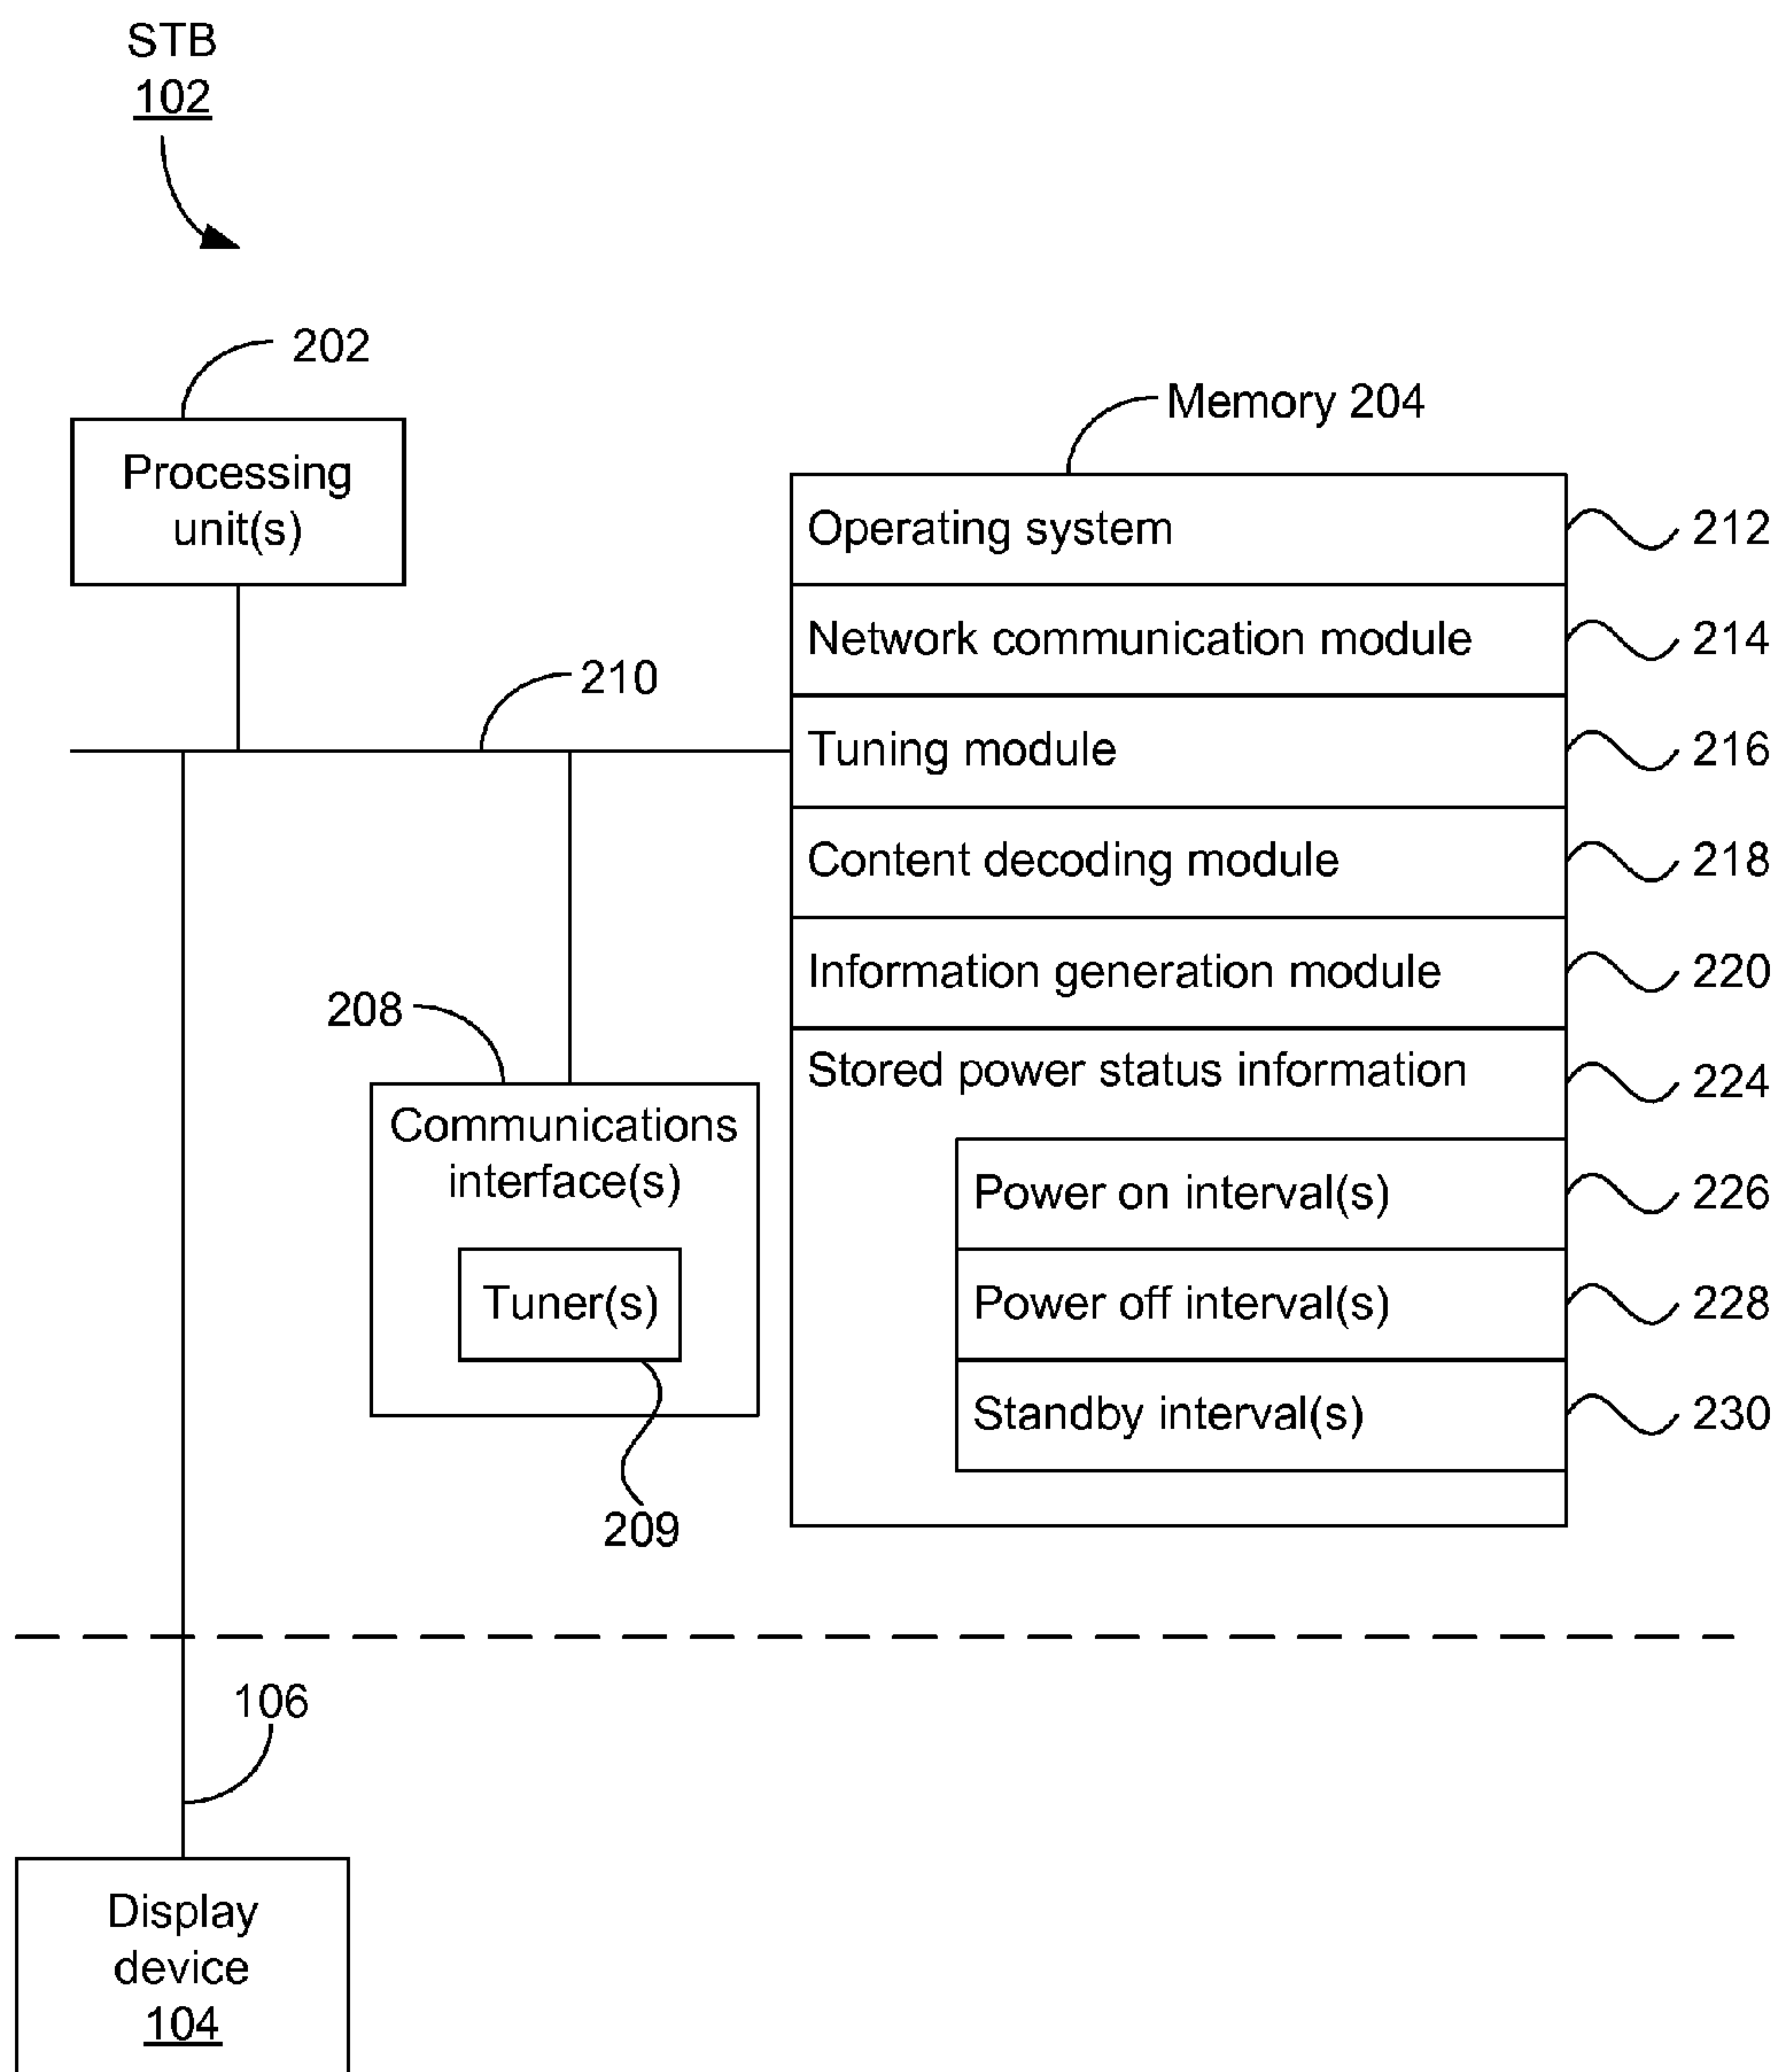 STB
102
202
Processing
unit(s)
Memory 204
Operating system
212
Network communication module
214
210
Tuning module
216
Content decoding module
218
Information generation module
220
208
Stored power status information
224
Communications
interface(s)
Power on interval(s)
226
Tuner(s)
Power off interval(s)
228
Standby interval(s)
230
209
106
Display
device
104